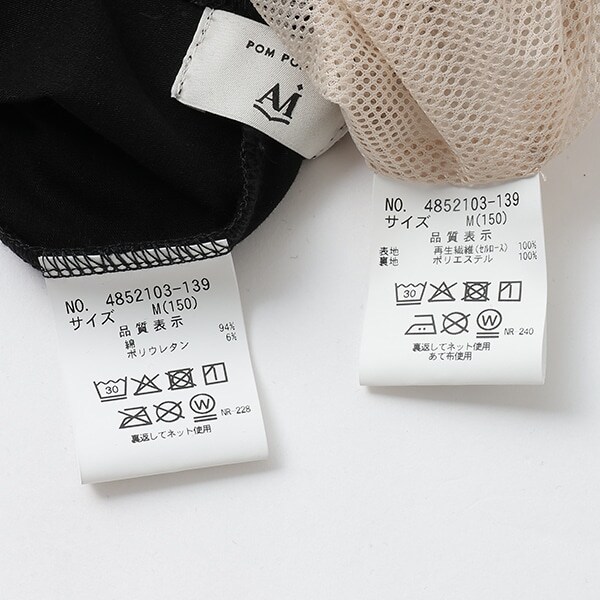 POM PO
AM
NO. 4852103-139
サイズ M(150)
品質表示
綿 94%
ポリウレタン 6%
30
W NR-228
裏返してネット使用
NO. 4852103-139
サイズ M(150)
品質表示
表地 再生繊維(セルロース) 100%
裏地 ポリエステル 100%
30
W NR-240
裏返してネット使用
あて布使用